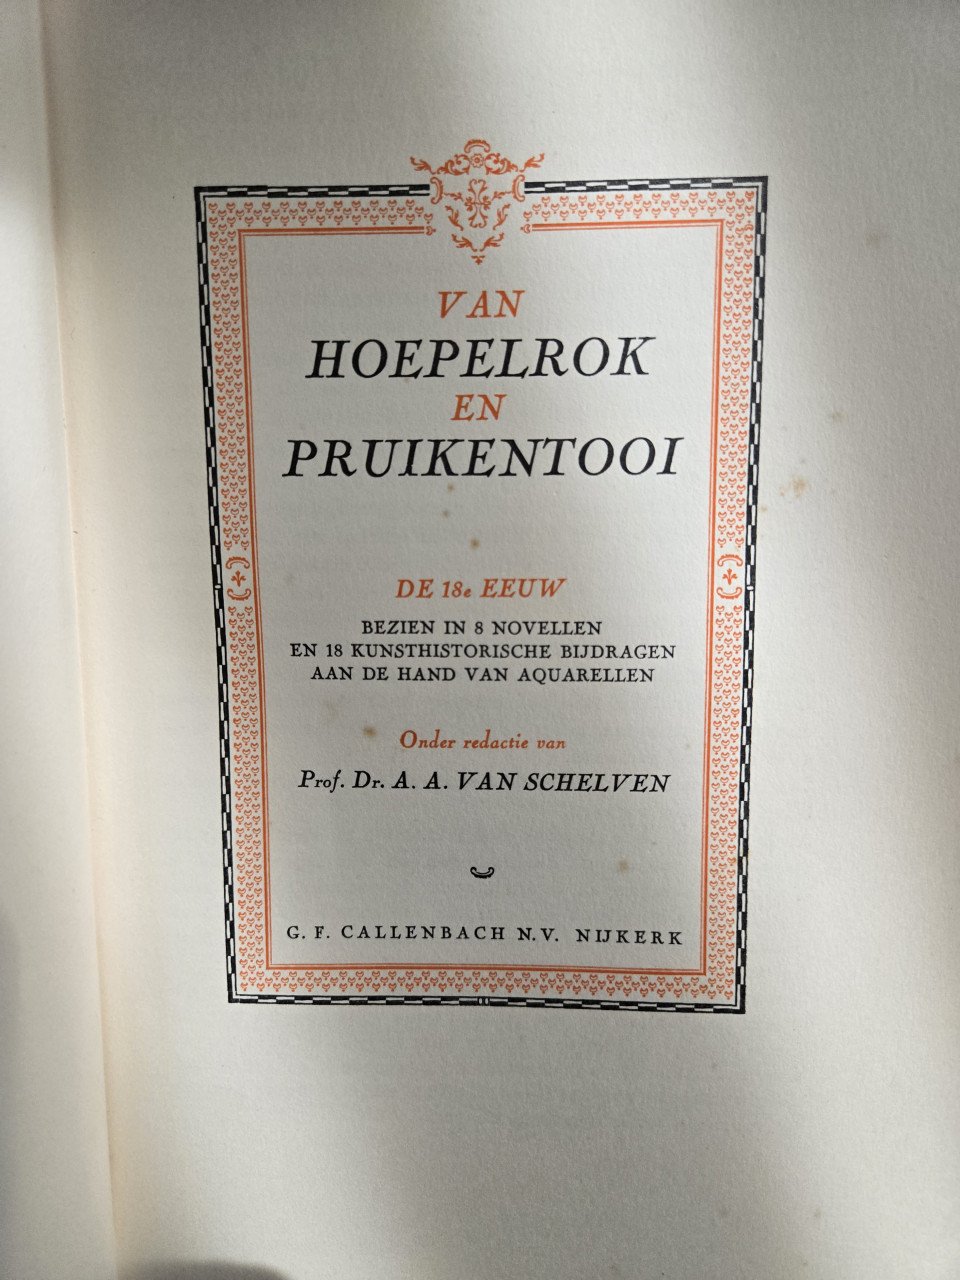 VAN
HOEPELROK
EN
PRUIKENTOOI
DE 18e EEUW
BEZIEN IN 8 NOVELLEN
EN 18 KUNSTHISTORISCHE BIJDRAGEN
AAN DE HAND VAN AQUARELLEN
Onder redactie van
Prof. Dr. A. A. VAN SCHELVEN
G. F. CALLENBACH N.V. NIJKERK